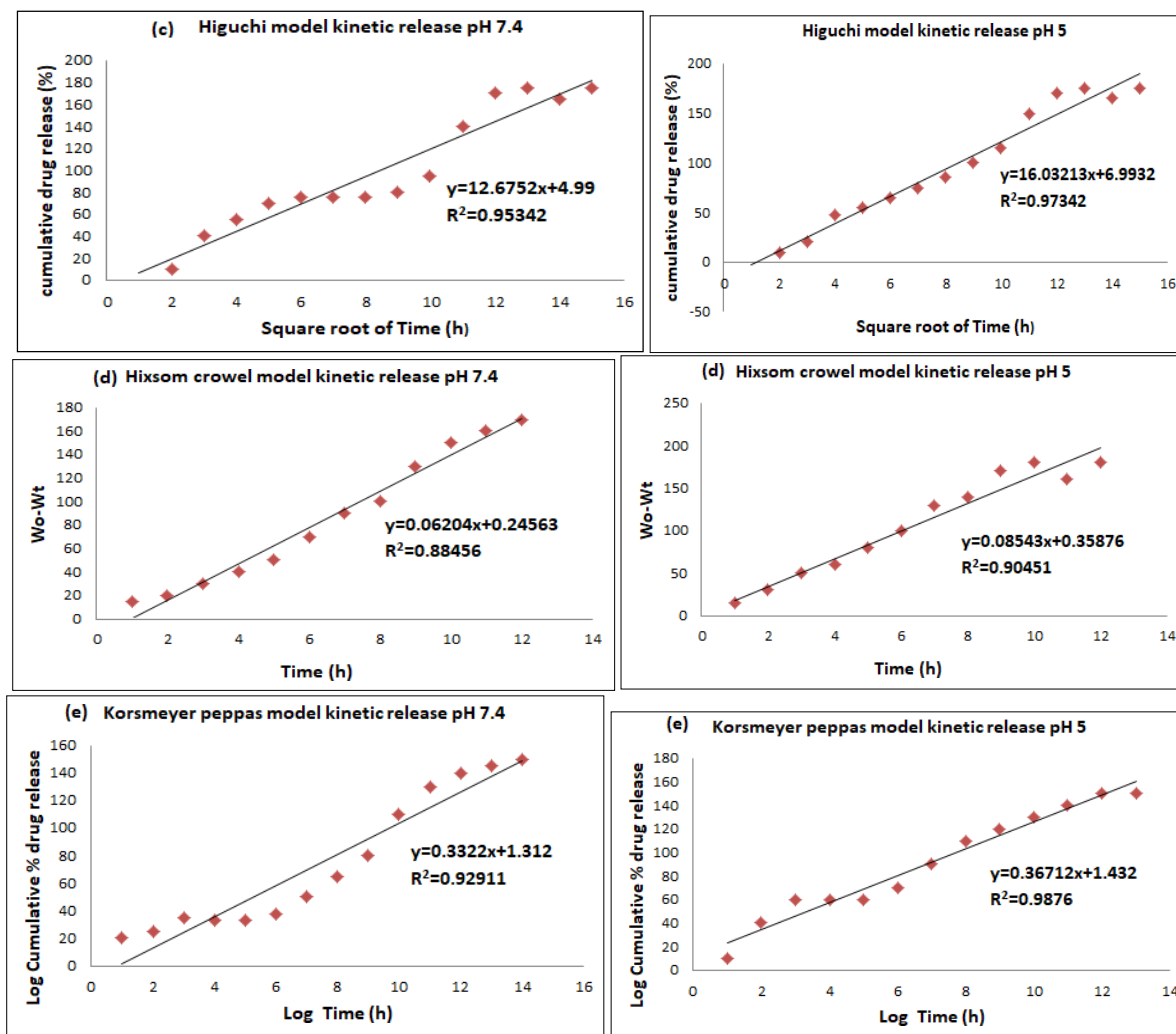 (c) Higuchi model kinetic release pH 7.4
cumulative drug release (%)
200
180
160
140
120
100
80
60
40
20
0
y=12.6752x+4.99
R²=0.95342
0 2 4 6 8 10 12 14 16
Square root of Time (h)
Higuchi model kinetic release pH 5
cumulative drug release (%)
200
150
100
50
0
-50
y=16.03213x+6.9932
R²=0.97342
0 2 4 6 8 10 12 14 16
Square root of Time (h)
(d) Hixsom crowel model kinetic release pH 7.4
Wo-Wt
180
160
140
120
100
80
60
40
20
0
y=0.06204x+0.24563
R²=0.88456
0 2 4 6 8 10 12 14
Time (h)
(d) Hixsom crowel model kinetic release pH 5
Wo-Wt
250
200
150
100
50
0
y=0.08543x+0.35876
R²=0.90451
0 2 4 6 8 10 12 14
Time (h)
(e) Korsmeyer peppas model kinetic release pH 7.4
Log Cumulative % drug release
160
140
120
100
80
60
40
20
0
y=0.3322x+1.312
R²=0.92911
0 2 4 6 8 10 12 14 16
Log Time (h)
(e) Korsmeyer peppas model kinetic release pH 5
Log Cumulative % drug release
180
160
140
120
100
80
60
40
20
0
y=0.36712x+1.432
R²=0.9876
0 2 4 6 8 10 12 14
Log Time (h)